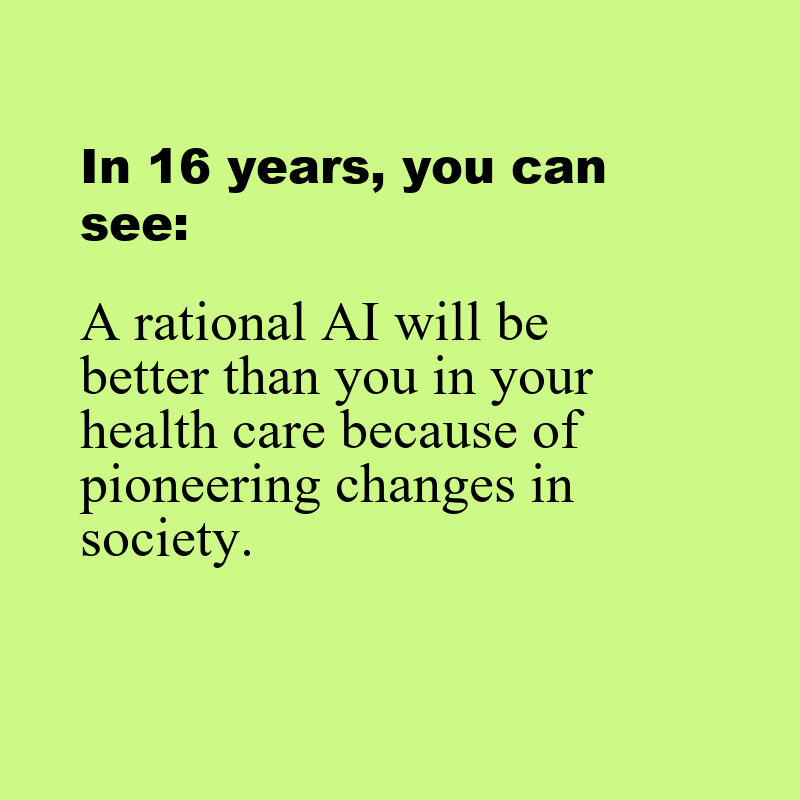 In 16 years, you can
see:
A rational AI will be
better than you in your
health care because of
pioneering changes in
society.